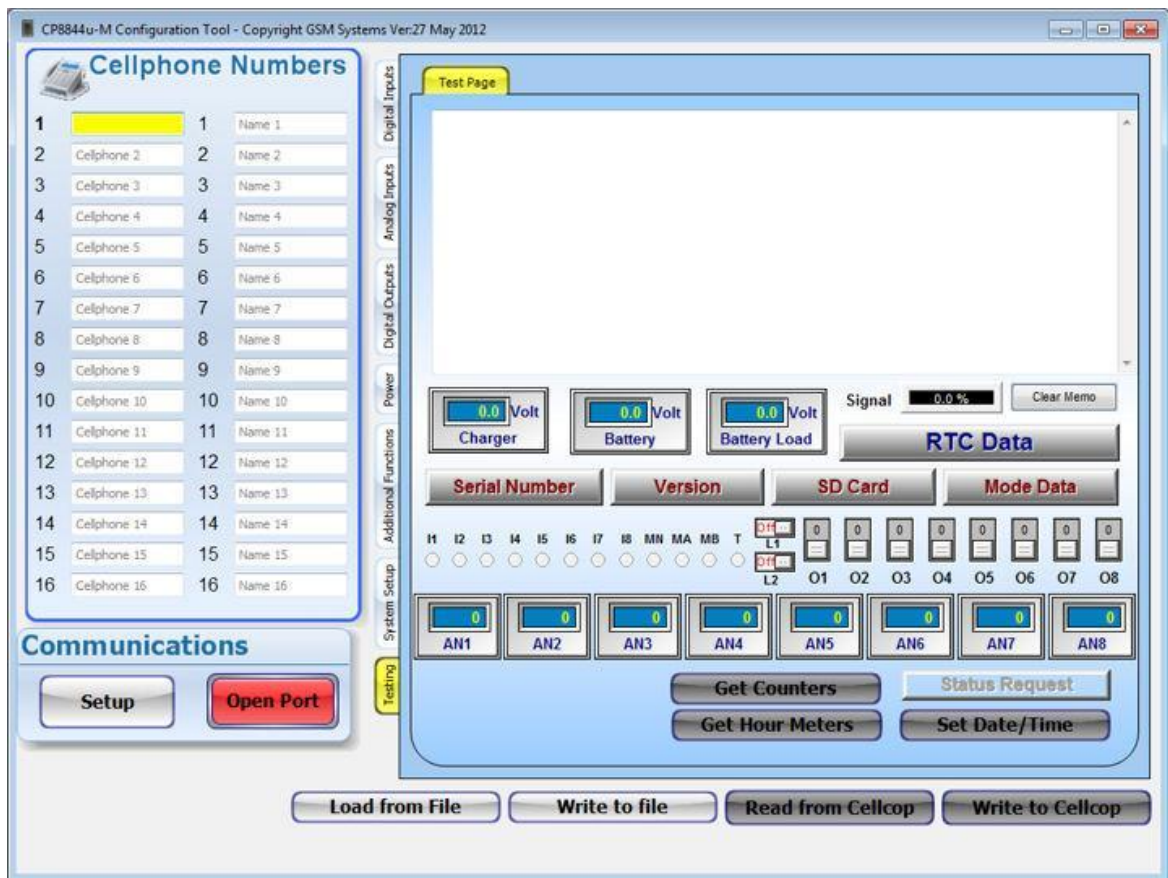 CP8844u-M Configuration Tool - Copyright GSM Systems Ver:27 May 2012
Cellphone Numbers
1 1 Name 1
2 Cellphone 2 2 Name 2
3 Cellphone 3 3 Name 3
4 Cellphone 4 4 Name 4
5 Cellphone 5 5 Name 5
6 Cellphone 6 6 Name 6
7 Cellphone 7 7 Name 7
8 Cellphone 8 8 Name 8
9 Cellphone 9 9 Name 9
10 Cellphone 10 10 Name 10
11 Cellphone 11 11 Name 11
12 Cellphone 12 12 Name 12
13 Cellphone 13 13 Name 13
14 Cellphone 14 14 Name 14
15 Cellphone 15 15 Name 15
16 Cellphone 16 16 Name 16
Communications
Setup Open Port
Digital Inputs
Analog Inputs
Digital Outputs
Power
Additional Functions
System Setup
Testing
Test Page
0.0 Volt 0.0 Volt 0.0 Volt Signal 0.0 % Clear Memo
Charger Battery Battery Load
RTC Data
Serial Number Version SD Card Mode Data
I1 I2 I3 I4 I5 I6 I7 I8 MN MA MB T Off L1 0 0 0 0 0 0 0 0
Off L2 O1 O2 O3 O4 O5 O6 O7 O8
0 0 0 0 0 0 0 0
AN1 AN2 AN3 AN4 AN5 AN6 AN7 AN8
Get Counters Status Request
Get Hour Meters Set Date/Time
Load from File Write to file Read from Cellcop Write to Cellcop